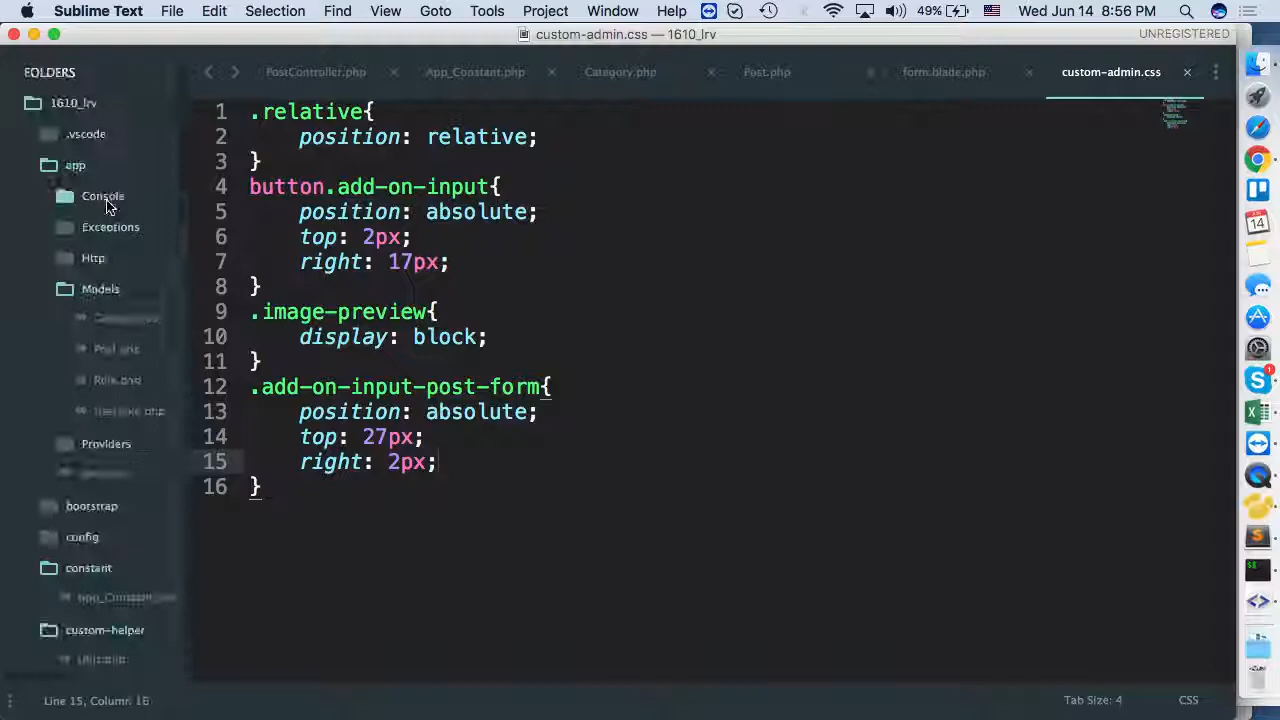 Sublime Text File Edit Selection Find View Goto Tools Project Window Help 49% Wed Jun 14 8:56 PM
custom-admin.css — 1610_lrv
UNREGISTERED
FOLDERS
PostController.php App_Constant.php Category.php Post.php form.blade.php custom-admin.css
1610_lrv
.vscode
app
Console
Exceptions
Http
Models
Providers
bootstrap
config
constant
custom-helper
1 .relative{
2 position: relative;
3 }
4 button.add-on-input{
5 position: absolute;
6 top: 2px;
7 right: 17px;
8 }
9 .image-preview{
10 display: block;
11 }
12 .add-on-input-post-form{
13 position: absolute;
14 top: 27px;
15 right: 2px;
16 }
14
1
Line 15, Column 16
Tab Size: 4
CSS